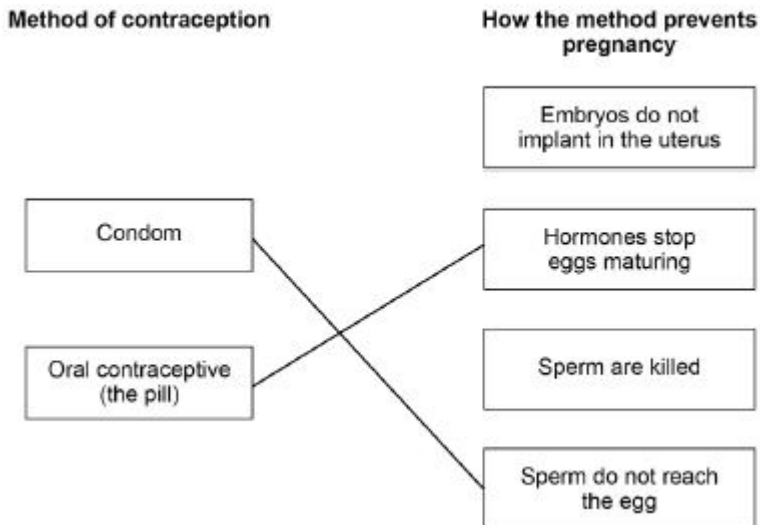 Method of contraception
How the method prevents
pregnancy
Embryos do not
implant in the uterus
Condom
Hormones stop
eggs maturing
Oral contraceptive
(the pill)
Sperm are killed
Sperm do not reach
the egg